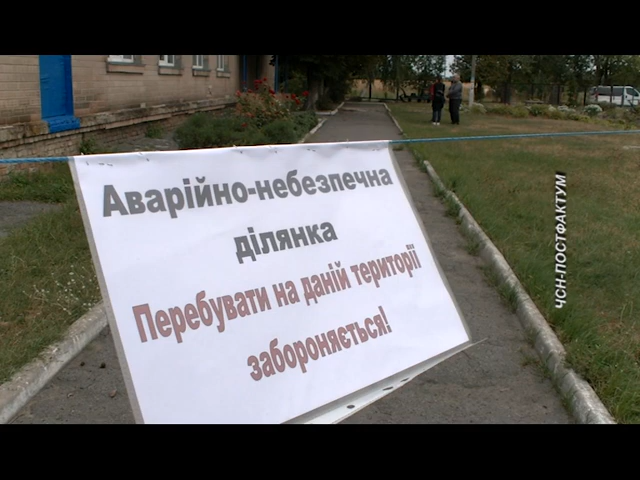 Аварійно-небезпечна
ділянка
Перебувати на даній території
забороняється!
ЧСН-ПОСТФАКТУМ